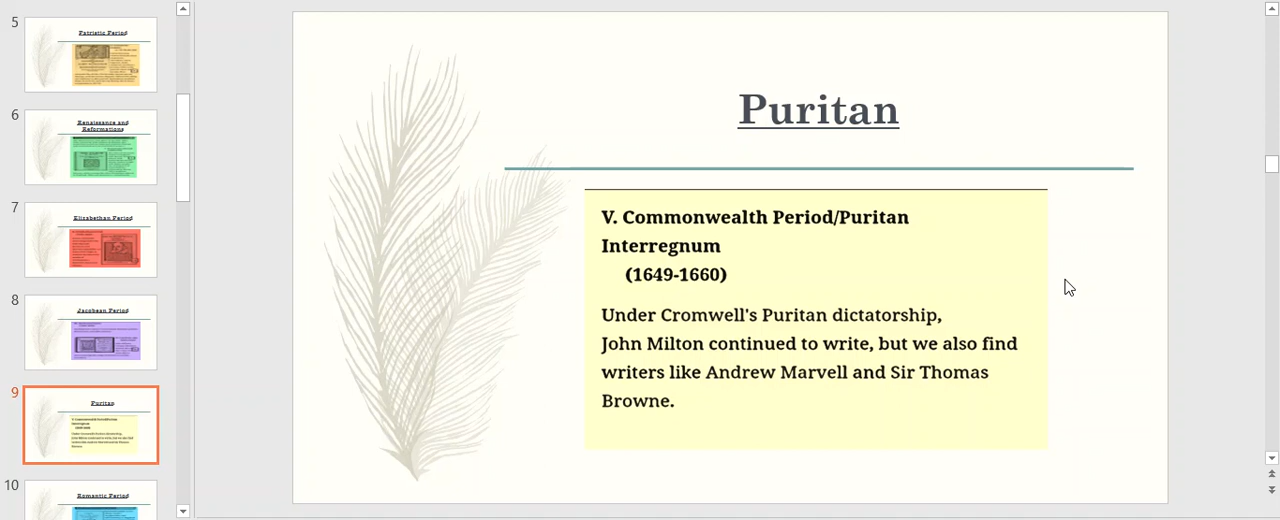 5
Patristic Period
6
Renaissance and
Reformations
7
Elizabethan Period
8
Jacobean Period
9
Puritan
10
Romantic Period
Puritan
V. Commonwealth Period/Puritan
Interregnum
(1649-1660)
Under Cromwell's Puritan dictatorship,
John Milton continued to write, but we also find
writers like Andrew Marvell and Sir Thomas
Browne.